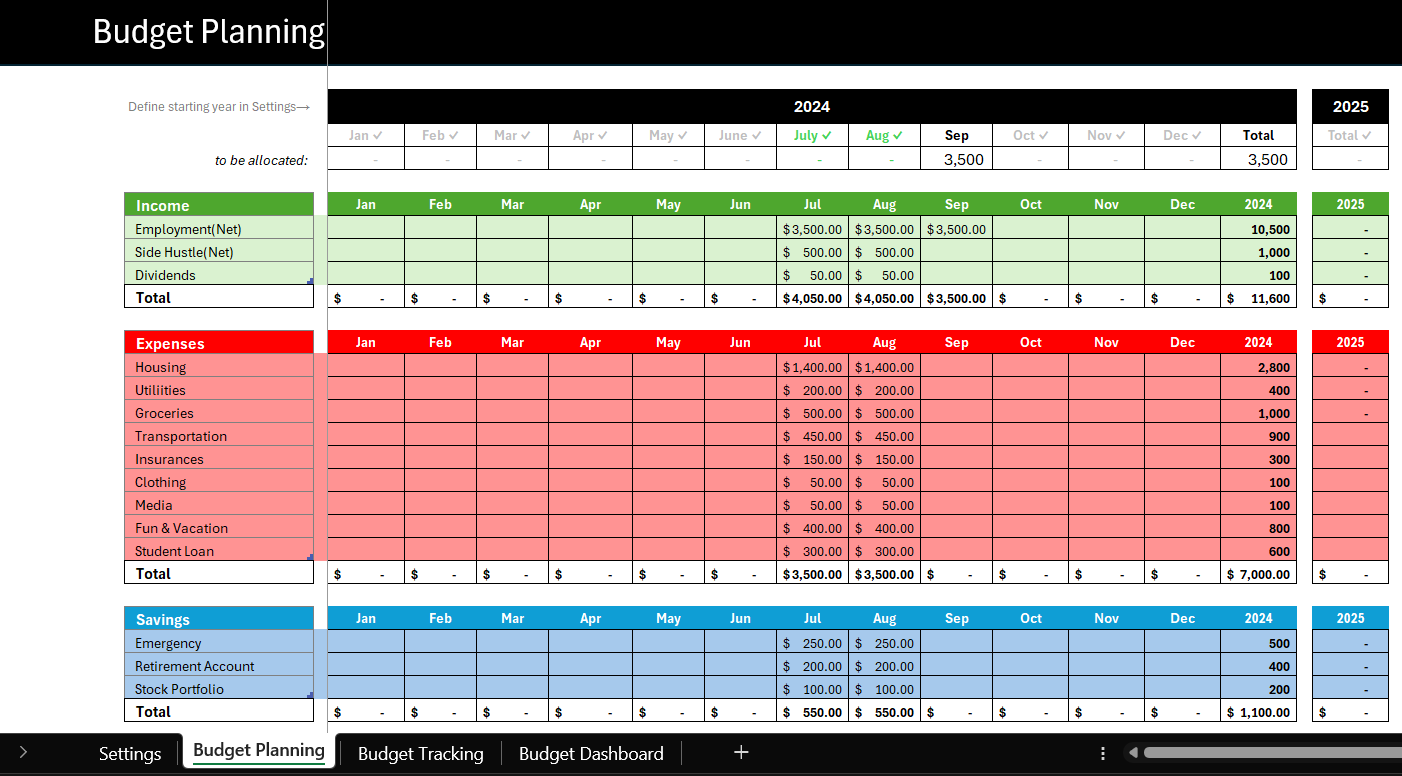 Budget Planning
Define starting year in Settings→ 2024 2025
Jan ✓ Feb ✓ Mar ✓ Apr ✓ May ✓ June ✓ July ✓ Aug ✓ Sep Oct ✓ Nov ✓ Dec ✓ Total Total ✓
to be allocated: - - - - - - - - 3,500 - - - 3,500 -
Income Jan Feb Mar Apr May Jun Jul Aug Sep Oct Nov Dec 2024 2025
Employment(Net) $3,500.00 $3,500.00 $3,500.00 10,500 -
Side Hustle(Net) $ 500.00 $ 500.00 1,000 -
Dividends $ 50.00 $ 50.00 100 -
Total $ - $ - $ - $ - $ - $ - $4,050.00 $4,050.00 $3,500.00 $ - $ - $ - $ 11,600 $ -
Expenses Jan Feb Mar Apr May Jun Jul Aug Sep Oct Nov Dec 2024 2025
Housing $1,400.00 $1,400.00 2,800 -
Utiliities $ 200.00 $ 200.00 400 -
Groceries $ 500.00 $ 500.00 1,000 -
Transportation $ 450.00 $ 450.00 900
Insurances $ 150.00 $ 150.00 300
Clothing $ 50.00 $ 50.00 100
Media $ 50.00 $ 50.00 100
Fun & Vacation $ 400.00 $ 400.00 800
Student Loan $ 300.00 $ 300.00 600
Total $ - $ - $ - $ - $ - $ - $3,500.00 $3,500.00 $ - $ - $ - $ - $ 7,000.00 $ -
Savings Jan Feb Mar Apr May Jun Jul Aug Sep Oct Nov Dec 2024 2025
Emergency $ 250.00 $ 250.00 500 -
Retirement Account $ 200.00 $ 200.00 400 -
Stock Portfolio $ 100.00 $ 100.00 200 -
Total $ - $ - $ - $ - $ - $ - $ 550.00 $ 550.00 $ - $ - $ - $ - $ 1,100.00 $ -
Settings Budget Planning Budget Tracking Budget Dashboard +